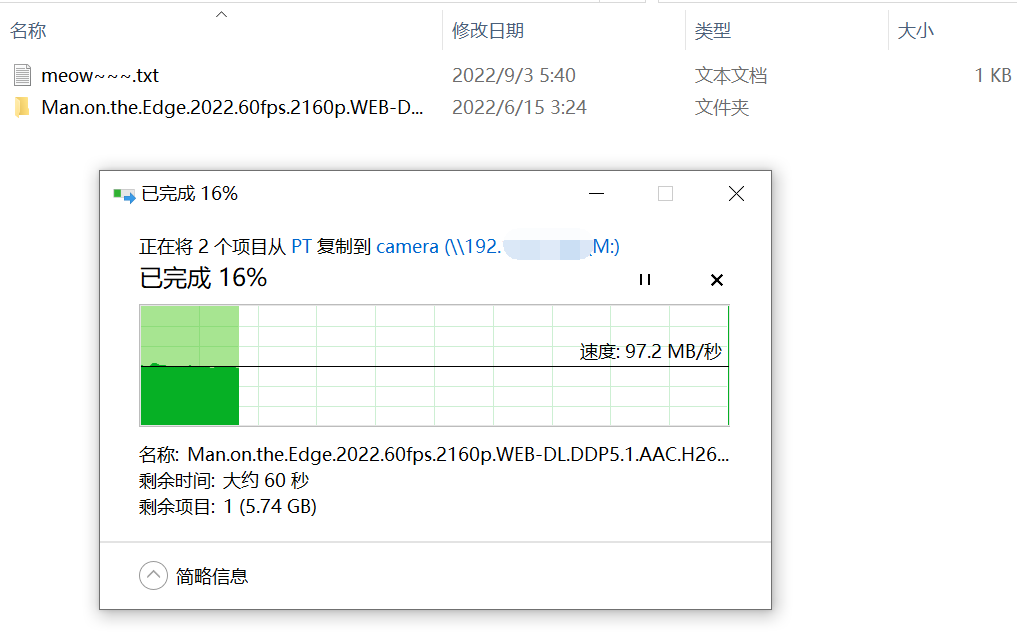 名称 修改日期 类型 大小
meow~~~.txt 2022/9/3 5:40 文本文档 1 KB
Man.on.the.Edge.2022.60fps.2160p.WEB-D... 2022/6/15 3:24 文件夹
已完成 16%
正在将 2 个项目从 PT 复制到 camera (\\192. M:)
已完成 16%
速度: 97.2 MB/秒
名称: Man.on.the.Edge.2022.60fps.2160p.WEB-DL.DDP5.1.AAC.H26...
剩余时间: 大约 60 秒
剩余项目: 1 (5.74 GB)
简略信息